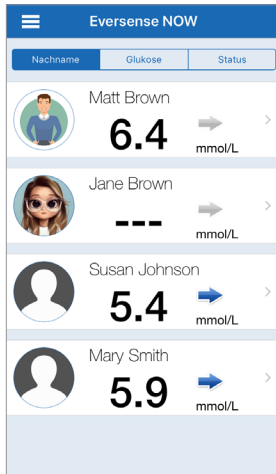 Eversense NOW
Nachname Glukose Status
Matt Brown
6.4
mmol/L
Jane Brown
---
mmol/L
Susan Johnson
5.4
mmol/L
Mary Smith
5.9
mmol/L